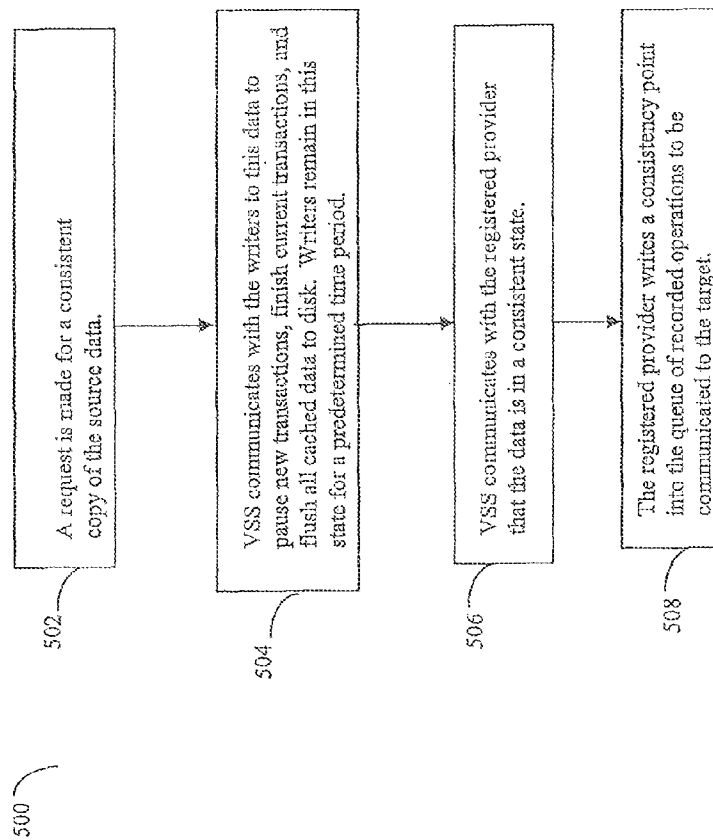 500
502
A request is made for a consistent
copy of the source data.
504
VSS communicates with the writers to this data to
pause new transactions, finish current transactions, and
flush all cached data to disk. Writers remain in this
state for a predetermined time period.
506
VSS communicates with the registered provider
that the data is in a consistent state.
508
The registered provider writes a consistency point
into the queue of recorded operations to be
communicated to the target.